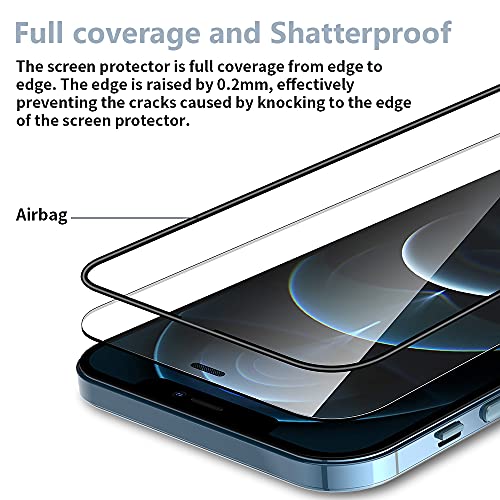 Full coverage and Shatterproof
The screen protector is full coverage from edge to
edge. The edge is raised by 0.2mm, effectively
preventing the cracks caused by knocking to the edge
of the screen protector.
Airbag